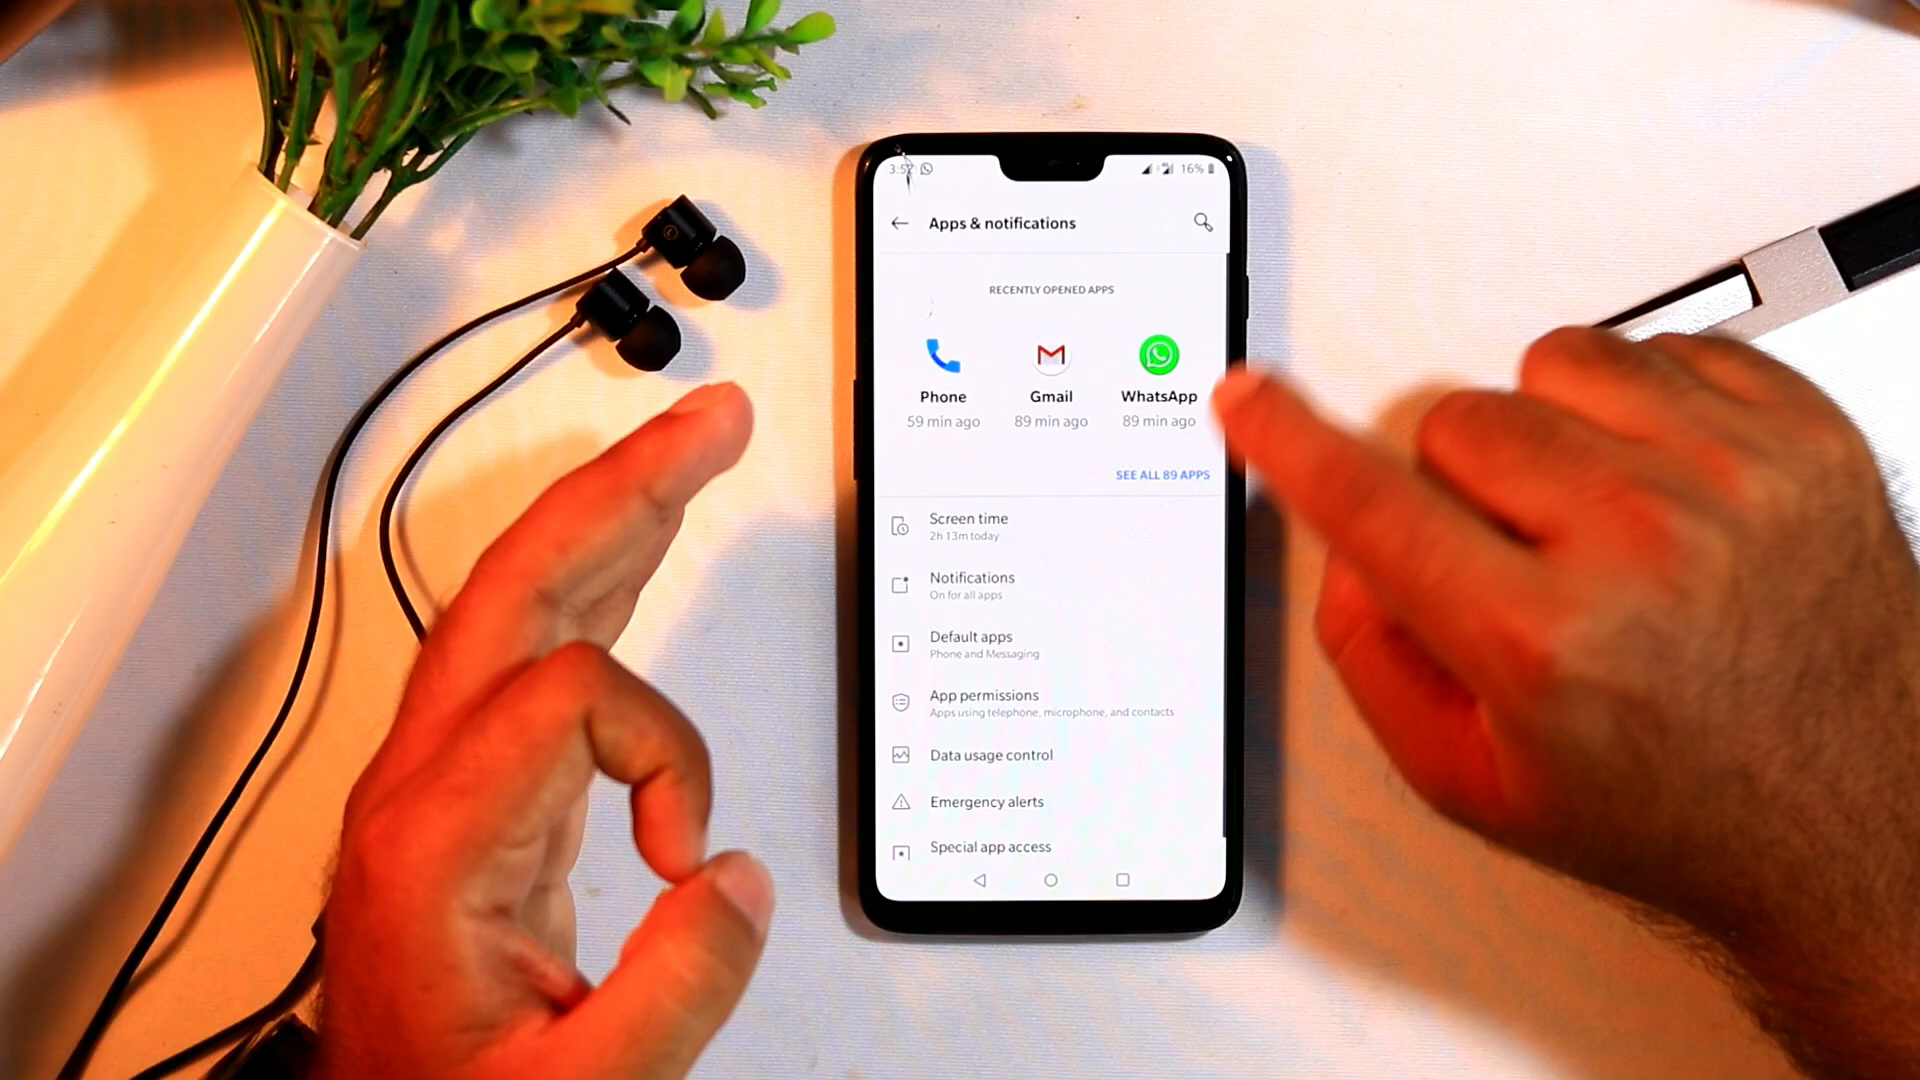 16%
Apps & notifications
RECENTLY OPENED APPS
Phone Gmail WhatsApp
59 min ago 89 min ago 89 min ago
SEE ALL 89 APPS
Screen time
2h 13m today
Notifications
On for all apps
Default apps
Phone and Messaging
App permissions
Apps using telephone, microphone, and contacts
Data usage control
Emergency alerts
Special app access